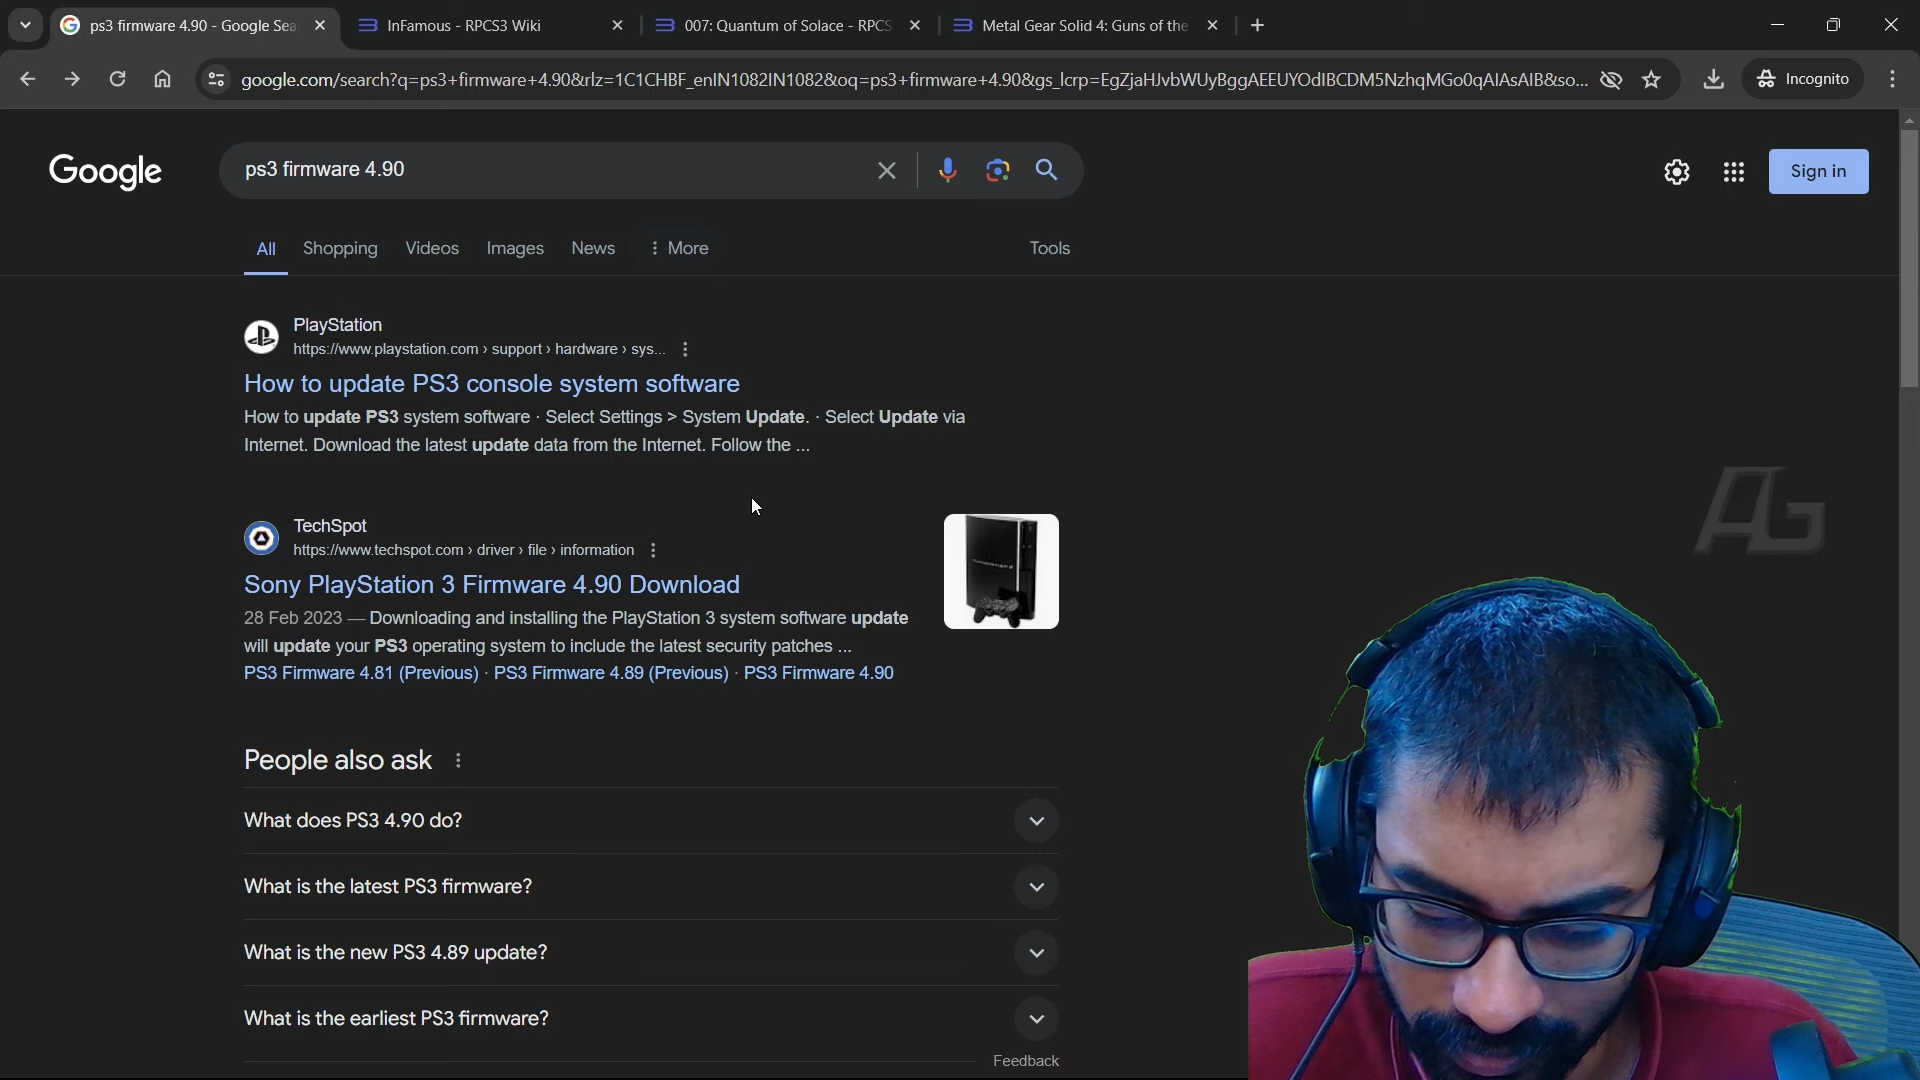 ps3 firmware 4.90 - Google Sea
InFamous - RPCS3 Wiki
007: Quantum of Solace - RPCS
Metal Gear Solid 4: Guns of the
google.com/search?q=ps3+firmware+4.90&rlz=1C1CHBF_enIN1082IN1082&oq=ps3+firmware+4.90&gs_lcrp=EgZjaHJvbWUyBggAEEUYOdIBCDM5NzhqMGo0qAIAsAIB&so...
Incognito
Google
ps3 firmware 4.90
Sign in
All
Shopping
Videos
Images
News
More
Tools
PlayStation
https://www.playstation.com › support › hardware › sys...
How to update PS3 console system software
How to update PS3 system software · Select Settings > System Update. · Select Update via
Internet. Download the latest update data from the Internet. Follow the ...
TechSpot
https://www.techspot.com › driver › file › information
Sony PlayStation 3 Firmware 4.90 Download
28 Feb 2023 — Downloading and installing the PlayStation 3 system software update
will update your PS3 operating system to include the latest security patches ...
PS3 Firmware 4.81 (Previous) · PS3 Firmware 4.89 (Previous) · PS3 Firmware 4.90
AG
People also ask
What does PS3 4.90 do?
What is the latest PS3 firmware?
What is the new PS3 4.89 update?
What is the earliest PS3 firmware?
Feedback